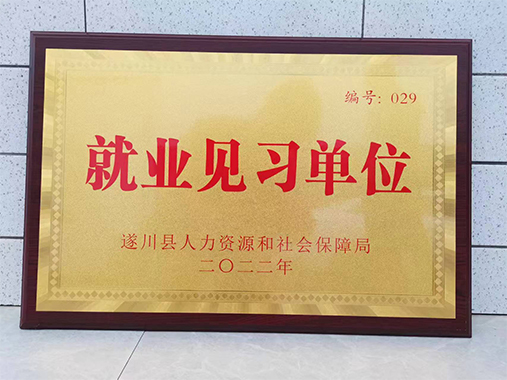 编号：029
就业见习单位
遂川县人力资源和社会保障局
二〇二二年